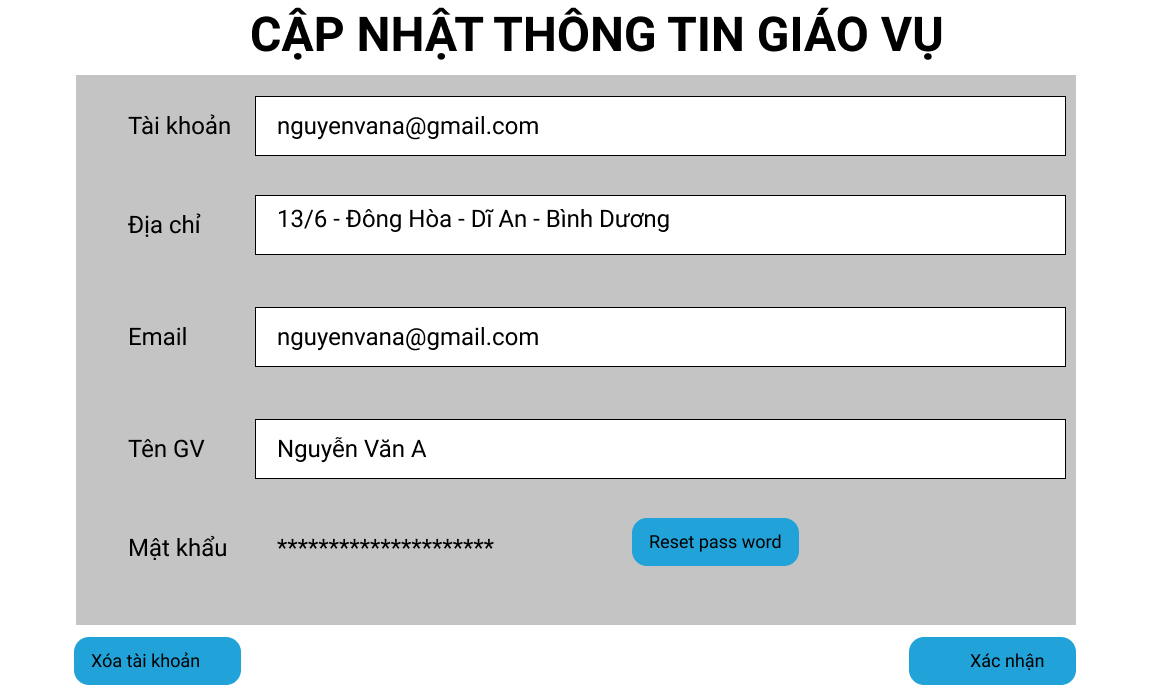 CẬP NHẬT THÔNG TIN GIÁO VỤ
Tài khoản nguyenvana@gmail.com
Địa chỉ 13/6 - Đông Hòa - Dĩ An - Bình Dương
Email nguyenvana@gmail.com
Tên GV Nguyễn Văn A
Mật khẩu ********************* Reset pass word
Xóa tài khoản Xác nhận